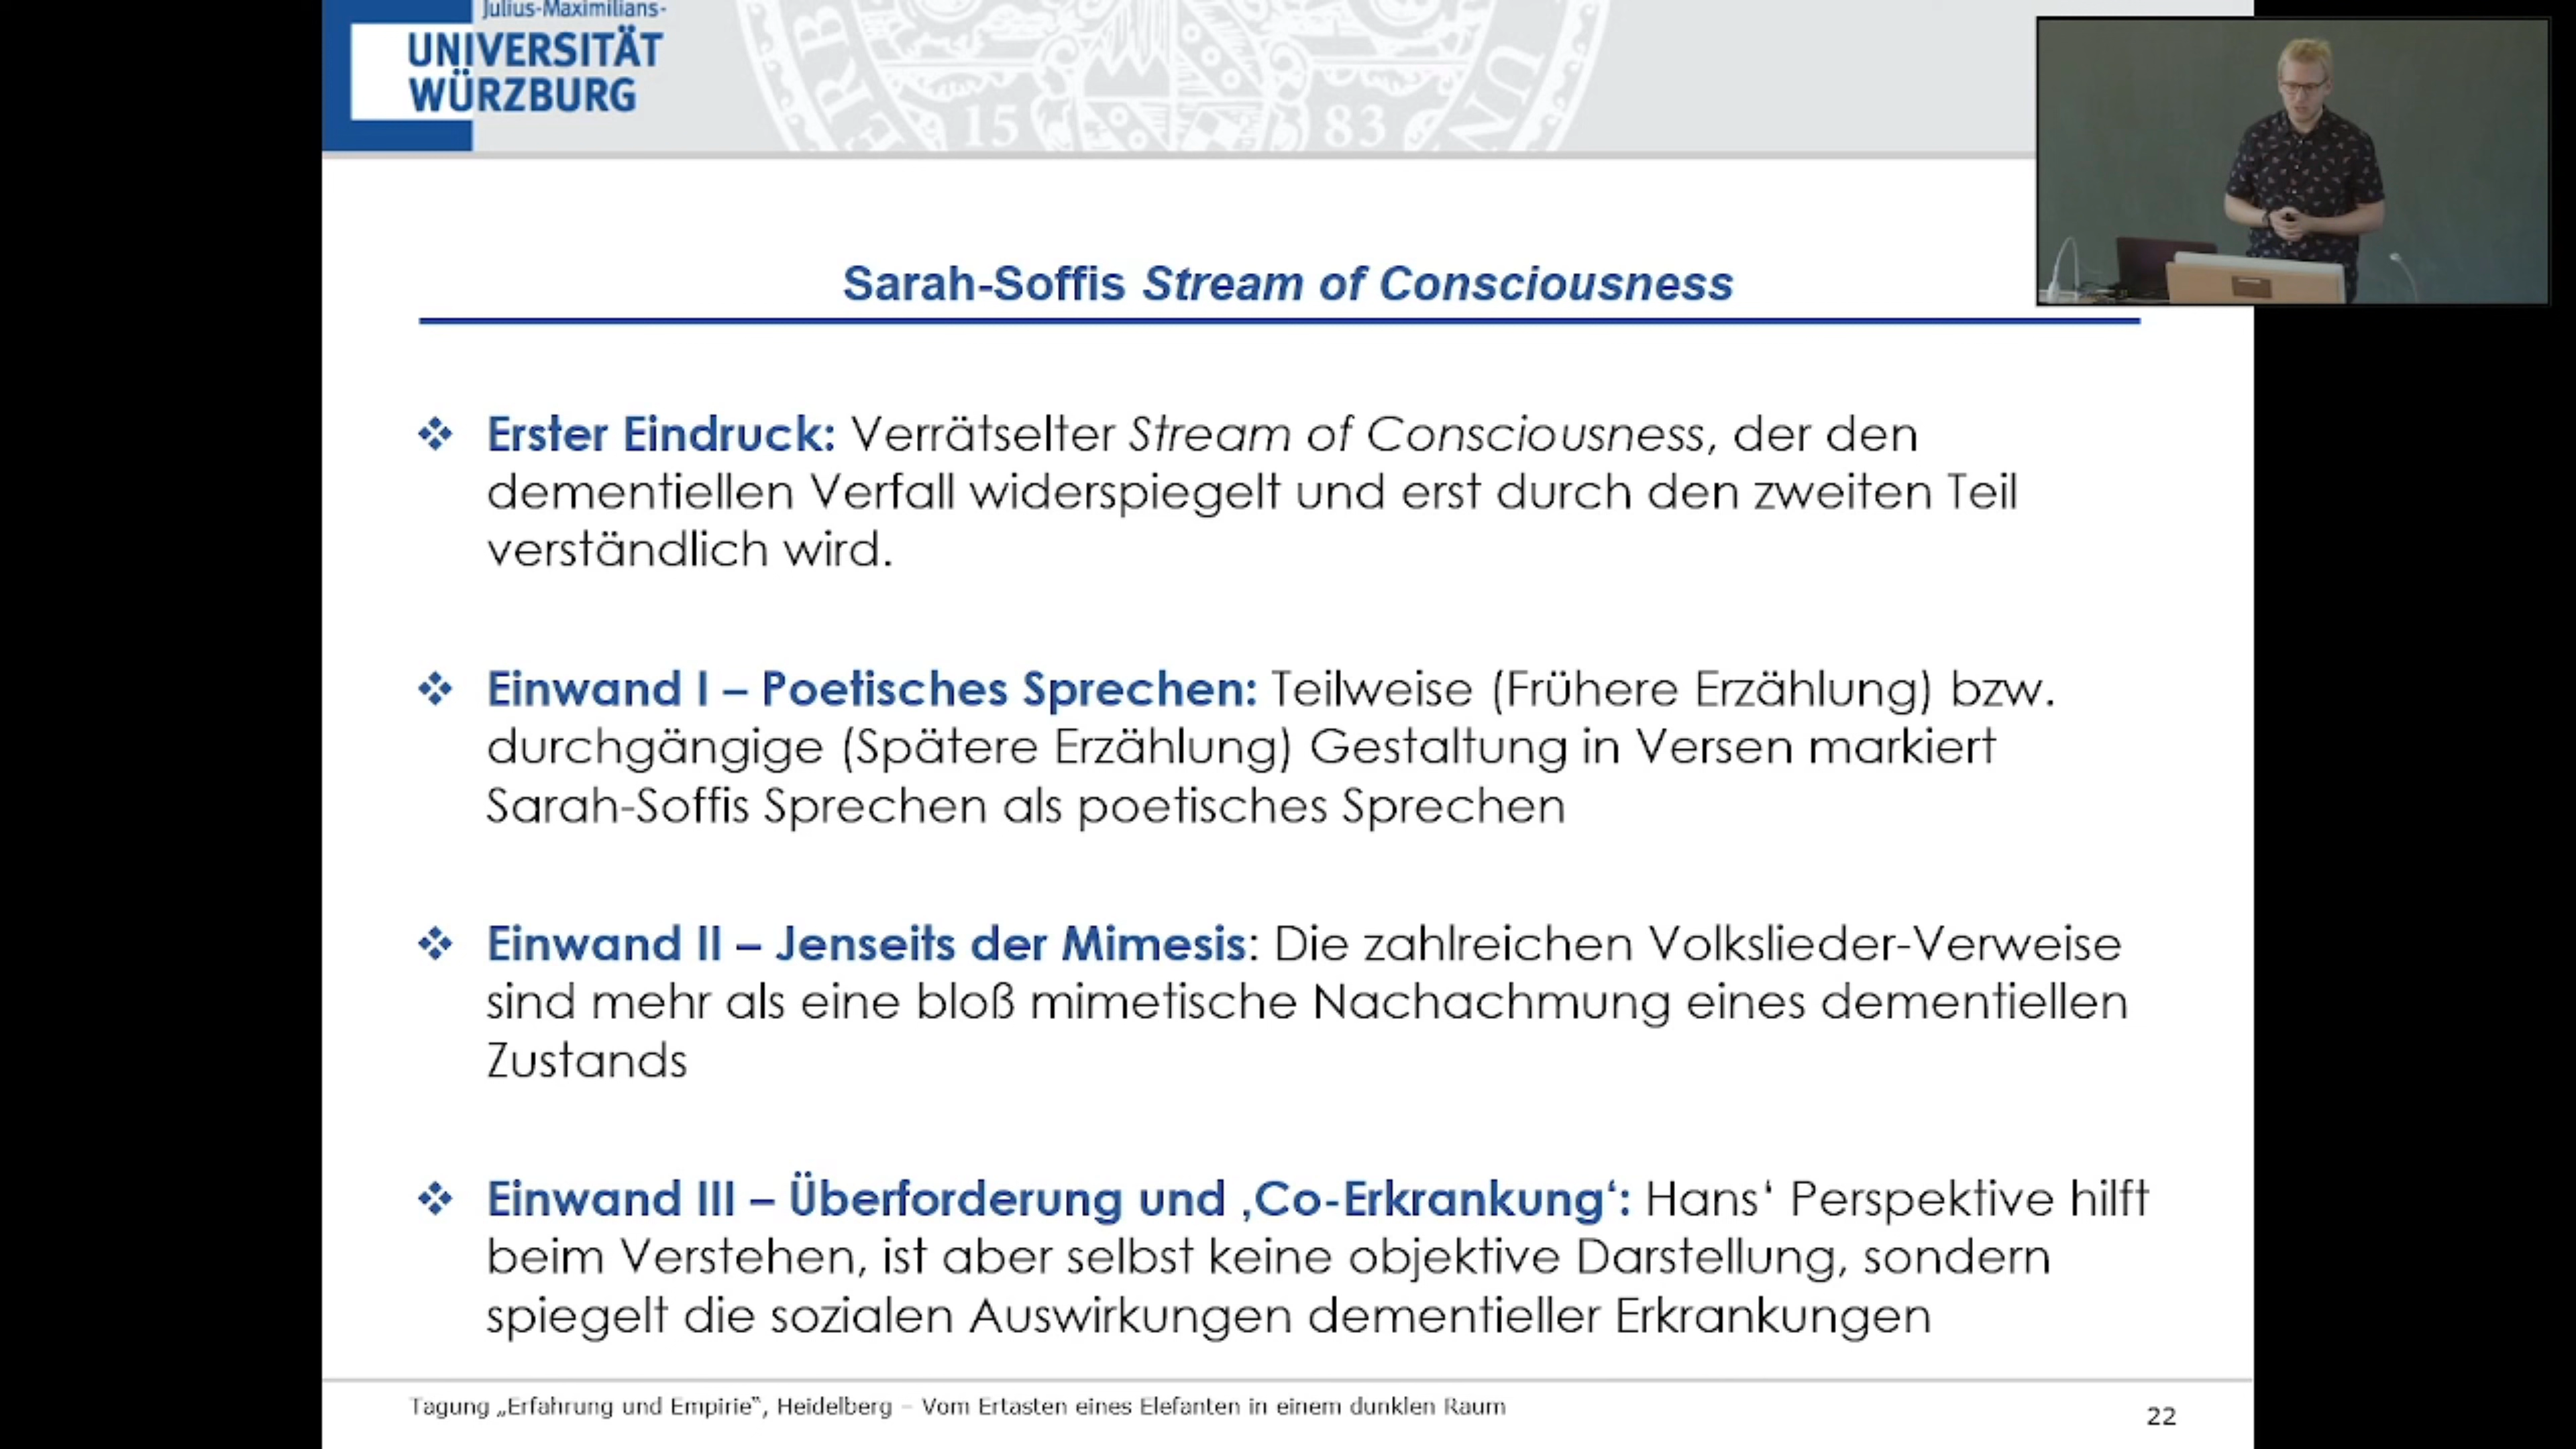 Julius-Maximilians-
UNIVERSITÄT
WÜRZBURG
ERB
15
83
UN
Sarah-Soffis Stream of Consciousness
❖ Erster Eindruck: Verrätselter Stream of Consciousness, der den
dementiellen Verfall widerspiegelt und erst durch den zweiten Teil
verständlich wird.
❖ Einwand I – Poetisches Sprechen: Teilweise (Frühere Erzählung) bzw.
durchgängige (Spätere Erzählung) Gestaltung in Versen markiert
Sarah-Soffis Sprechen als poetisches Sprechen
❖ Einwand II – Jenseits der Mimesis: Die zahlreichen Volkslieder-Verweise
sind mehr als eine bloß mimetische Nachachmung eines dementiellen
Zustands
❖ Einwand III – Überforderung und ‚Co-Erkrankung‘: Hans‘ Perspektive hilft
beim Verstehen, ist aber selbst keine objektive Darstellung, sondern
spiegelt die sozialen Auswirkungen dementieller Erkrankungen
Tagung „Erfahrung und Empirie“, Heidelberg – Vom Ertasten eines Elefanten in einem dunklen Raum
22